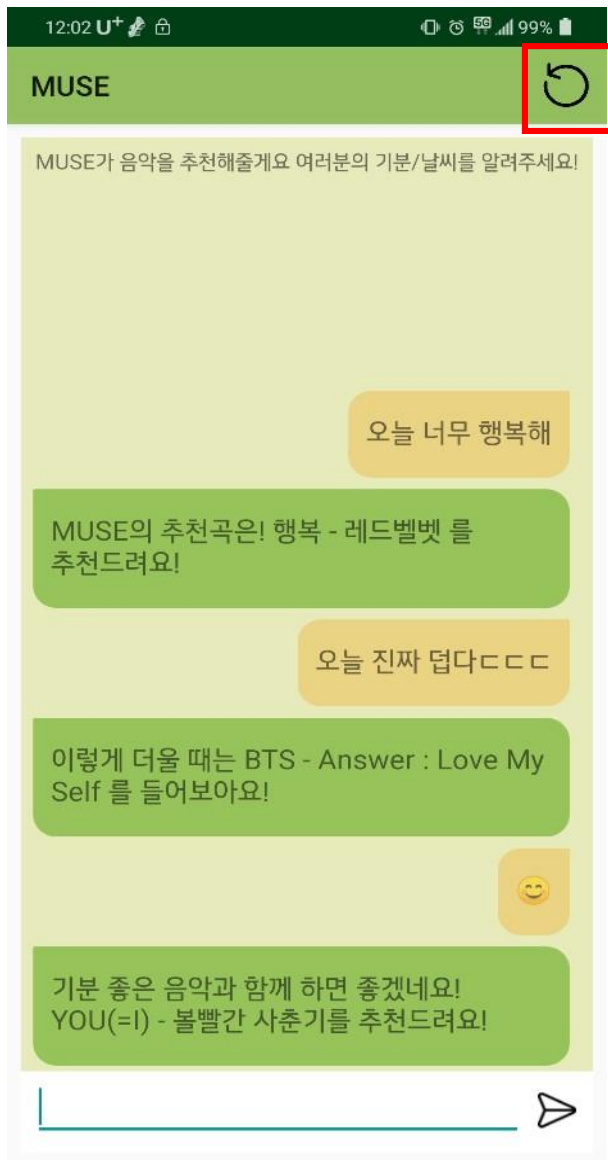 12:02 U+ 5G 99%
MUSE
MUSE가 음악을 추천해줄게요 여러분의 기분/날씨를 알려주세요!
오늘 너무 행복해
MUSE의 추천곡은! 행복 - 레드벨벳 를
추천드려요!
오늘 진짜 덥다ㄷㄷㄷ
이렇게 더울 때는 BTS - Answer : Love My
Self 를 들어보아요!
😊
기분 좋은 음악과 함께 하면 좋겠네요!
YOU(=I) - 볼빨간 사춘기를 추천드려요!